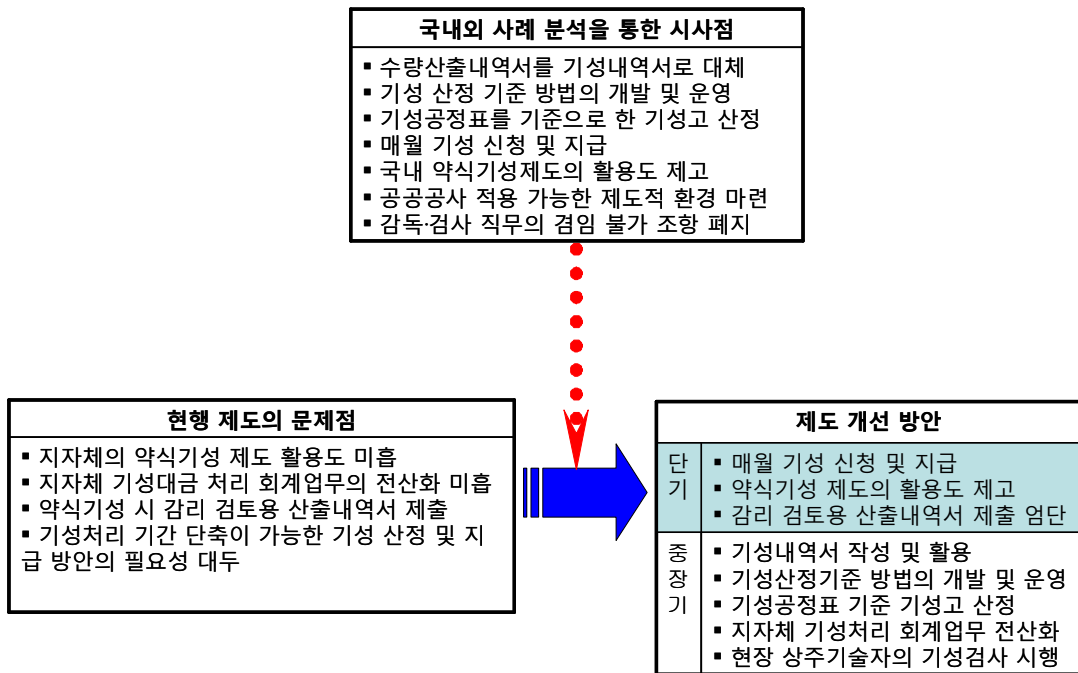 국내외 사례 분석을 통한 시사점
▪ 수량산출내역서를 기성내역서로 대체
▪ 기성 산정 기준 방법의 개발 및 운영
▪ 기성공정표를 기준으로 한 기성고 산정
▪ 매월 기성 신청 및 지급
▪ 국내 약식기성제도의 활용도 제고
▪ 공공공사 적용 가능한 제도적 환경 마련
▪ 감독·검사 직무의 겸임 불가 조항 폐지
현행 제도의 문제점
▪ 지자체의 약식기성 제도 활용도 미흡
▪ 지자체 기성대금 처리 회계업무의 전산화 미흡
▪ 약식기성 시 감리 검토용 산출내역서 제출
▪ 기성처리 기간 단축이 가능한 기성 산정 및 지
급 방안의 필요성 대두
제도 개선 방안
단기
▪ 매월 기성 신청 및 지급
▪ 약식기성 제도의 활용도 제고
▪ 감리 검토용 산출내역서 제출 엄단
중장기
▪ 기성내역서 작성 및 활용
▪ 기성산정기준 방법의 개발 및 운영
▪ 기성공정표 기준 기성고 산정
▪ 지자체 기성처리 회계업무 전산화
▪ 현장 상주기술자의 기성검사 시행